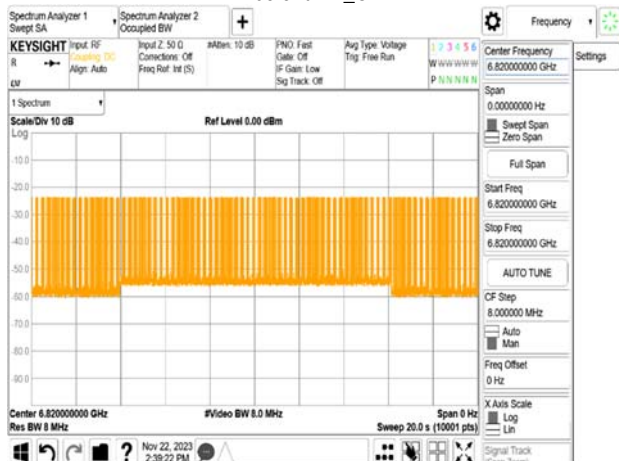 Spectrum Analyzer 1
Swept SA
Spectrum Analyzer 2
Occupied BW
+
Frequency
KEYSIGHT
R
Input: RF
Coupling: DC
Align: Auto
Input Z: 50 Ω
Corrections: Off
Freq Ref: Int (S)
#Atten: 10 dB
PNO: Fast
Gate: Off
IF Gain: Low
Sig Track: Off
Avg Type: Voltage
Trig: Free Run
1 2 3 4 5 6
W W W W W W
P N N N N N
1 Spectrum
Scale/Div 10 dB
Ref Level 0.00 dBm
Log
-10.0
-20.0
-30.0
-40.0
-50.0
-60.0
-70.0
-80.0
-90.0
Center 6.820000000 GHz
#Video BW 8.0 MHz
Span 0 Hz
Res BW 8 MHz
Sweep 20.0 s (10001 pts)
Nov 22, 2023
2:39:22 PM
Center Frequency
6.820000000 GHz
Settings
Span
0.00000000 Hz
Swept Span
Zero Span
Full Span
Start Freq
6.820000000 GHz
Stop Freq
6.820000000 GHz
AUTO TUNE
CF Step
8.000000 MHz
Auto
Man
Freq Offset
0 Hz
X Axis Scale
Log
Lin
Signal Track